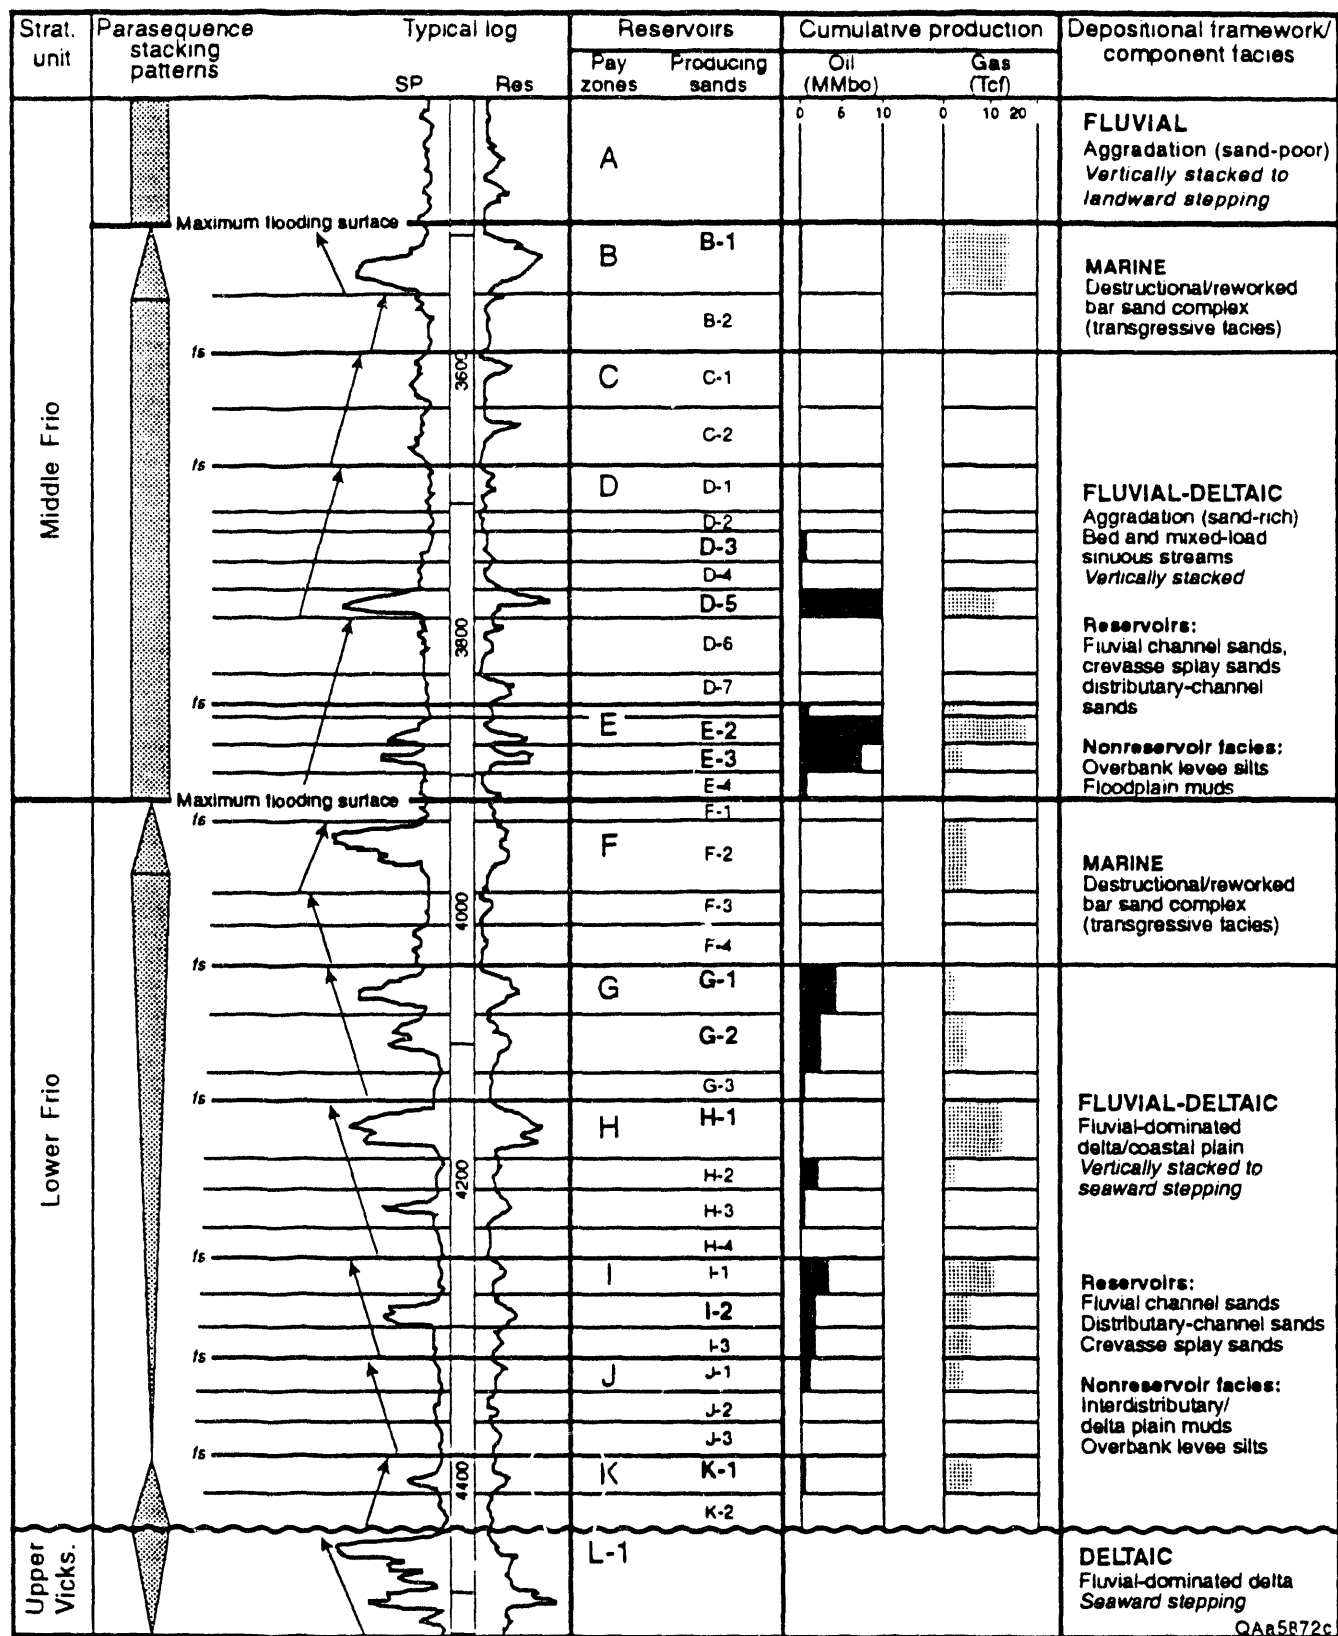 Strat. unit
Parasequence stacking patterns
Typical log
SP
Res
Reservoirs
Pay zones
Producing sands
Cumulative production
Oil (MMbo)
Gas (Tcf)
Depositional framework/ component facies
0 6 10
0 10 20
Middle Frio
Lower Frio
Upper Vicks.
A
FLUVIAL
Aggradation (sand-poor)
Vertically stacked to
landward stepping
Maximum flooding surface
B
B-1
B-2
MARINE
Destructional/reworked
bar sand complex
(transgressive facies)
fs
3600
C
C-1
C-2
fs
D
D-1
D-2
D-3
D-4
D-5
D-6
D-7
3800
FLUVIAL-DELTAIC
Aggradation (sand-rich)
Bed and mixed-load
sinuous streams
Vertically stacked
Reservoirs:
Fluvial channel sands,
crevasse splay sands
distributary-channel
sands
Nonreservoir facies:
Overbank levee silts
Floodplain muds
fs
E
E-2
E-3
E-4
Maximum flooding surface
fs
F
F-1
F-2
F-3
F-4
4000
MARINE
Destructional/reworked
bar sand complex
(transgressive facies)
fs
G
G-1
G-2
G-3
fs
H
H-1
H-2
H-3
H-4
4200
FLUVIAL-DELTAIC
Fluvial-dominated
delta/coastal plain
Vertically stacked to
seaward stepping
fs
I
I-1
I-2
I-3
Reservoirs:
Fluvial channel sands
Distributary-channel sands
Crevasse splay sands
fs
J
J-1
J-2
J-3
Nonreservoir facies:
Interdistributary/
delta plain muds
Overbank levee silts
fs
K
K-1
K-2
4400
L-1
DELTAIC
Fluvial-dominated delta
Seaward stepping
QAa5872c